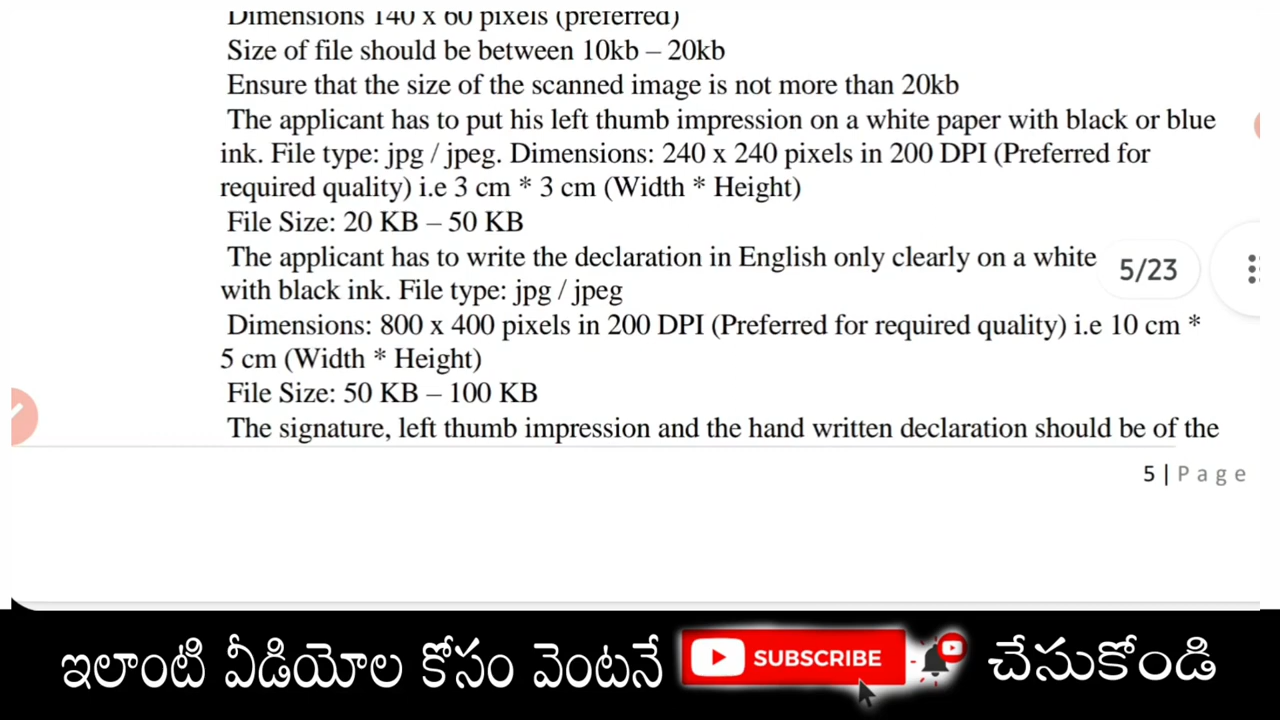 Dimensions 140 x 60 pixels (preferred)
Size of file should be between 10kb – 20kb
Ensure that the size of the scanned image is not more than 20kb
The applicant has to put his left thumb impression on a white paper with black or blue
ink. File type: jpg / jpeg. Dimensions: 240 x 240 pixels in 200 DPI (Preferred for
required quality) i.e 3 cm * 3 cm (Width * Height)
File Size: 20 KB – 50 KB
The applicant has to write the declaration in English only clearly on a white
5/23
with black ink. File type: jpg / jpeg
Dimensions: 800 x 400 pixels in 200 DPI (Preferred for required quality) i.e 10 cm *
5 cm (Width * Height)
File Size: 50 KB – 100 KB
The signature, left thumb impression and the hand written declaration should be of the
5 | Page
ఇలాంటి వీడియోల కోసం వెంటనే SUBSCRIBE చేసుకోండి